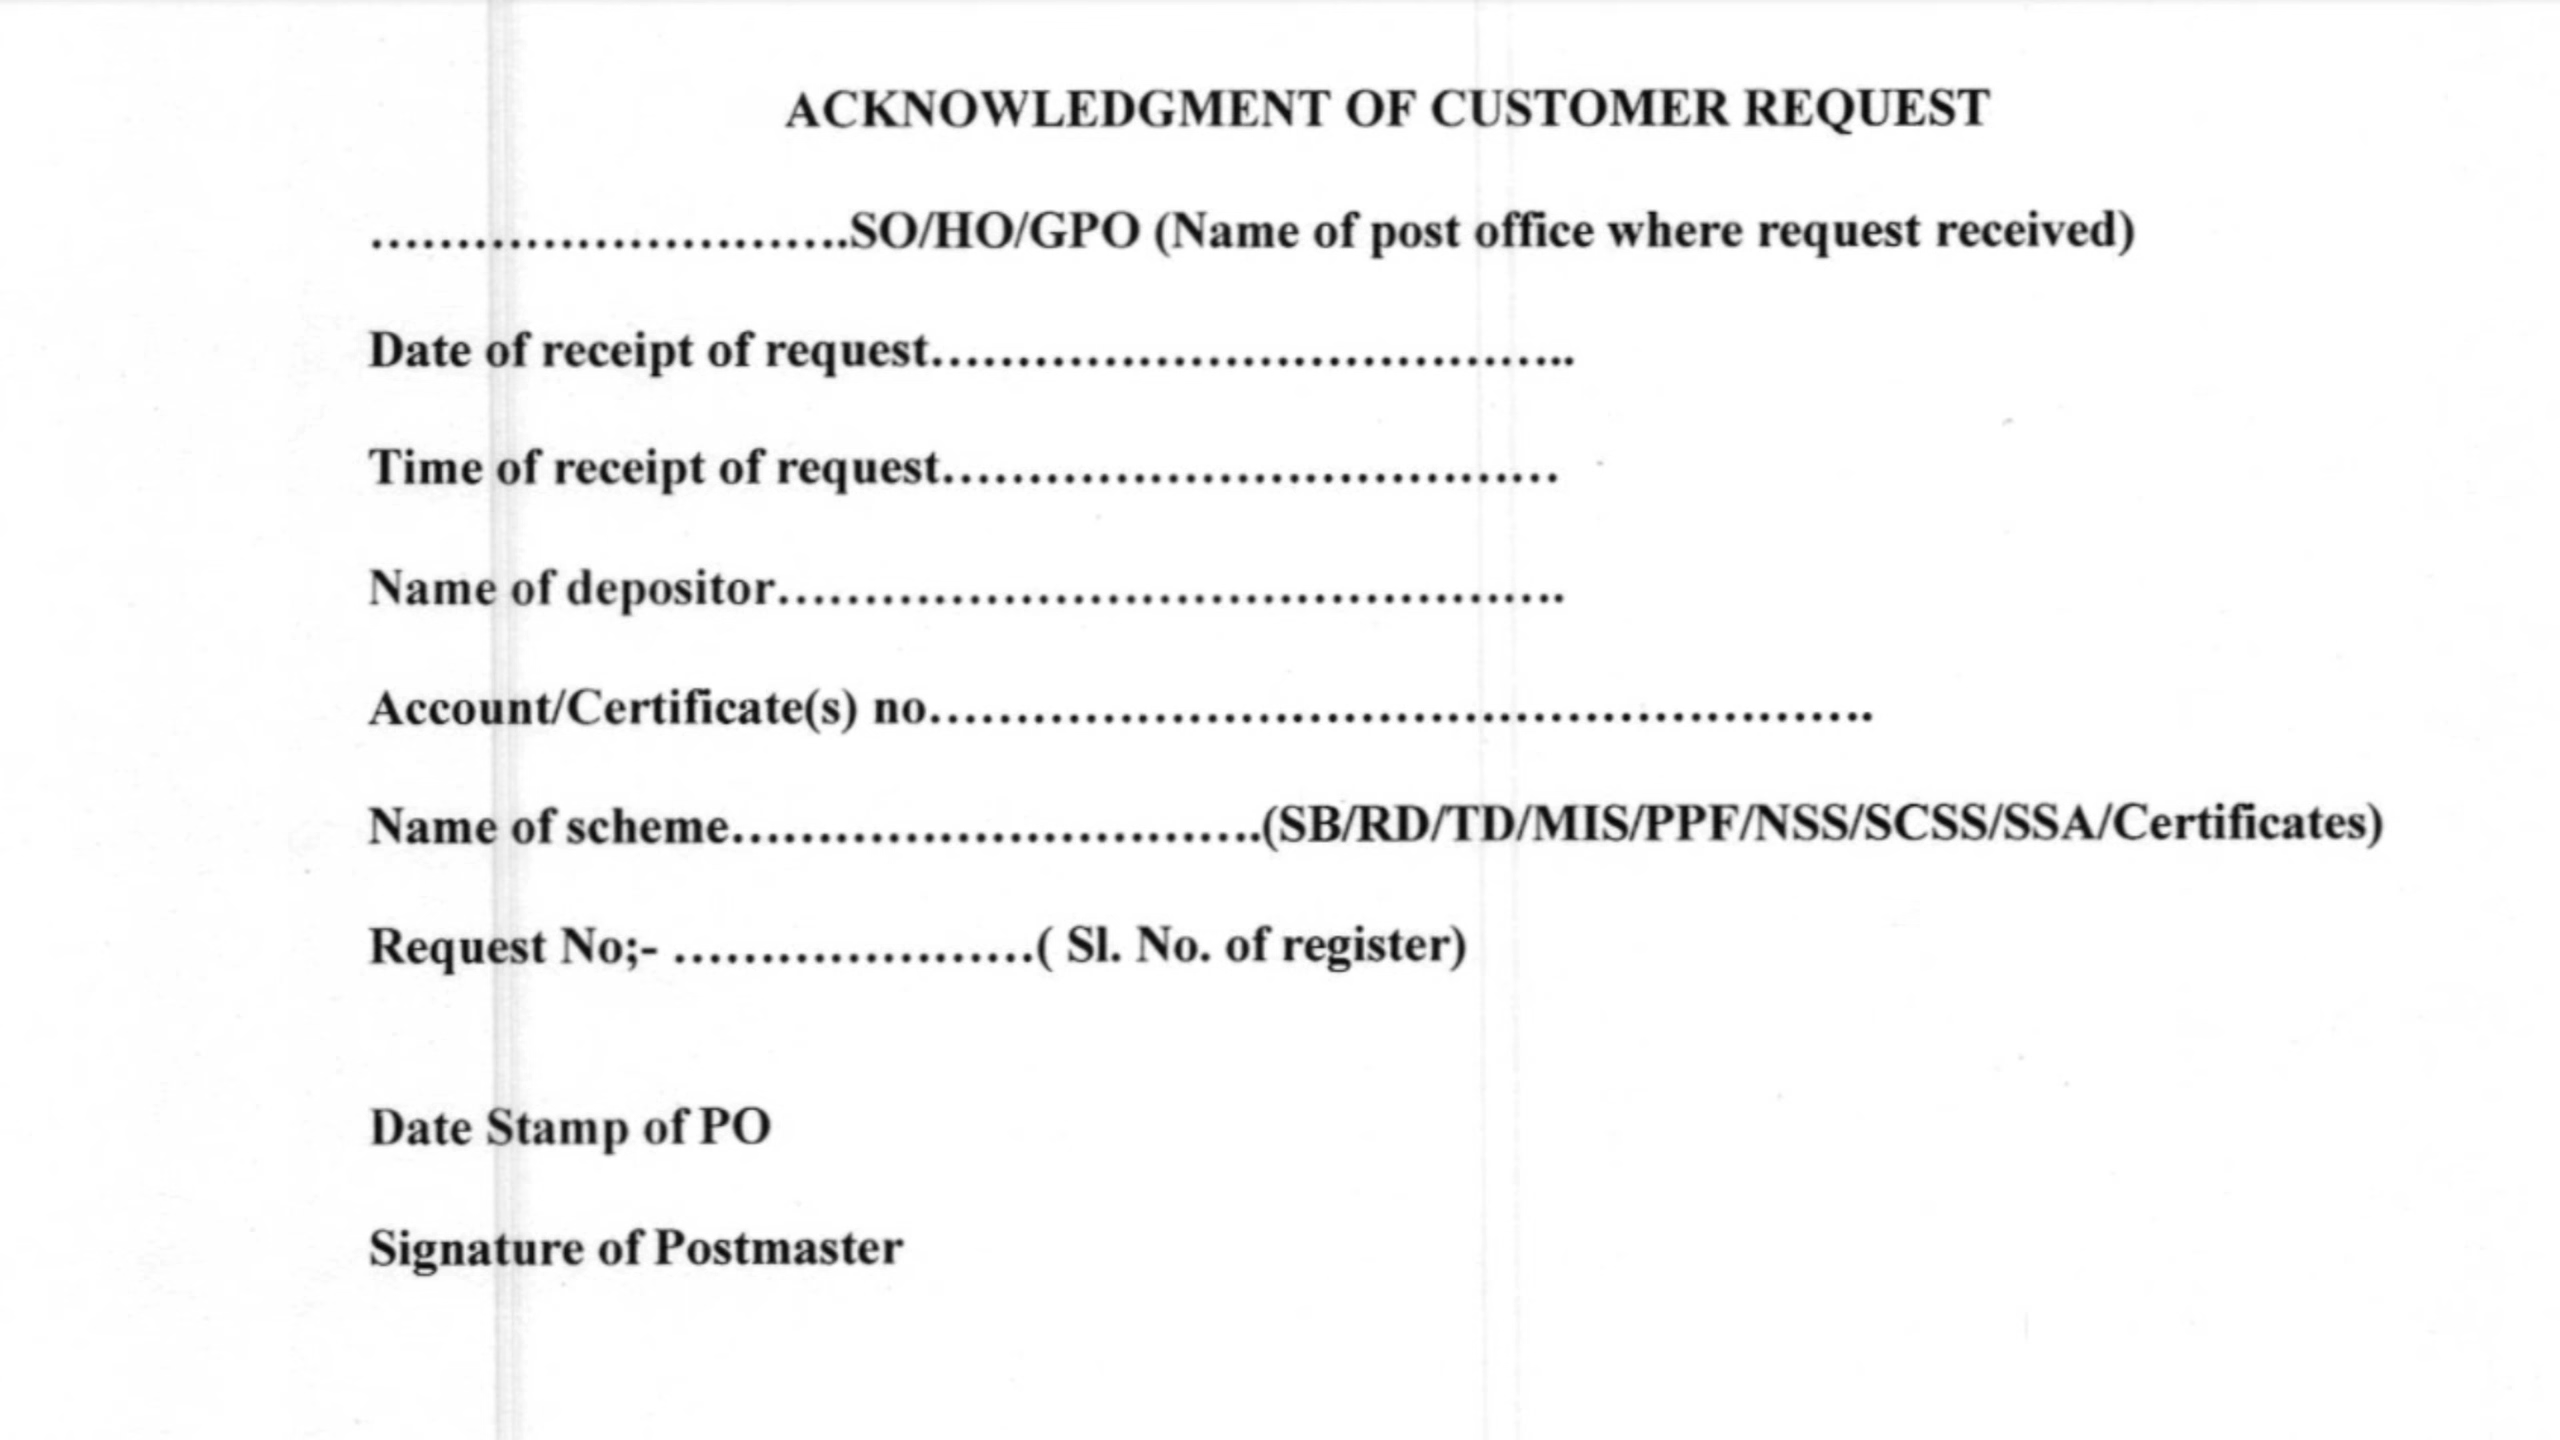 ACKNOWLEDGMENT OF CUSTOMER REQUEST
……………………….SO/HO/GPO (Name of post office where request received)
Date of receipt of request………………………………..
Time of receipt of request………………………………
Name of depositor……………………………………….
Account/Certificate(s) no……………………………………………….
Name of scheme………………………….(SB/RD/TD/MIS/PPF/NSS/SCSS/SSA/Certificates)
Request No;- …………………( Sl. No. of register)
Date Stamp of PO
Signature of Postmaster